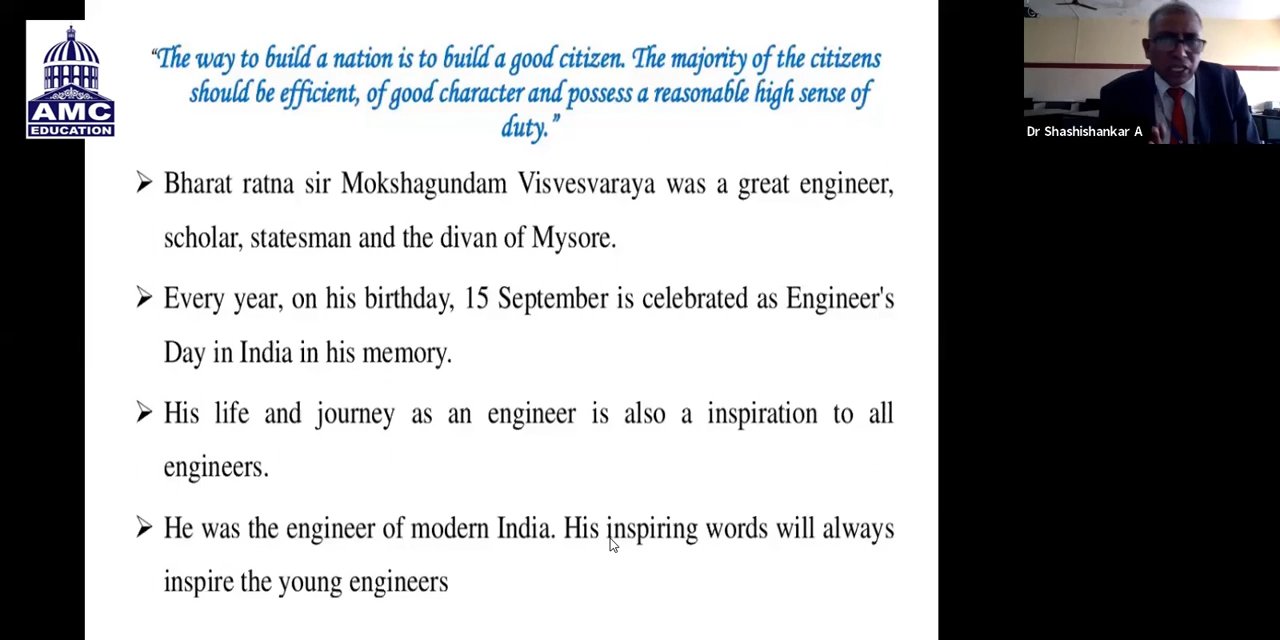 AMC
EDUCATION
“The way to build a nation is to build a good citizen. The majority of the citizens
should be efficient, of good character and possess a reasonable high sense of
duty.”
Dr Shashishankar A
➢ Bharat ratna sir Mokshagundam Visvesvaraya was a great engineer,
scholar, statesman and the divan of Mysore.
➢ Every year, on his birthday, 15 September is celebrated as Engineer's
Day in India in his memory.
➢ His life and journey as an engineer is also a inspiration to all
engineers.
➢ He was the engineer of modern India. His inspiring words will always
inspire the young engineers